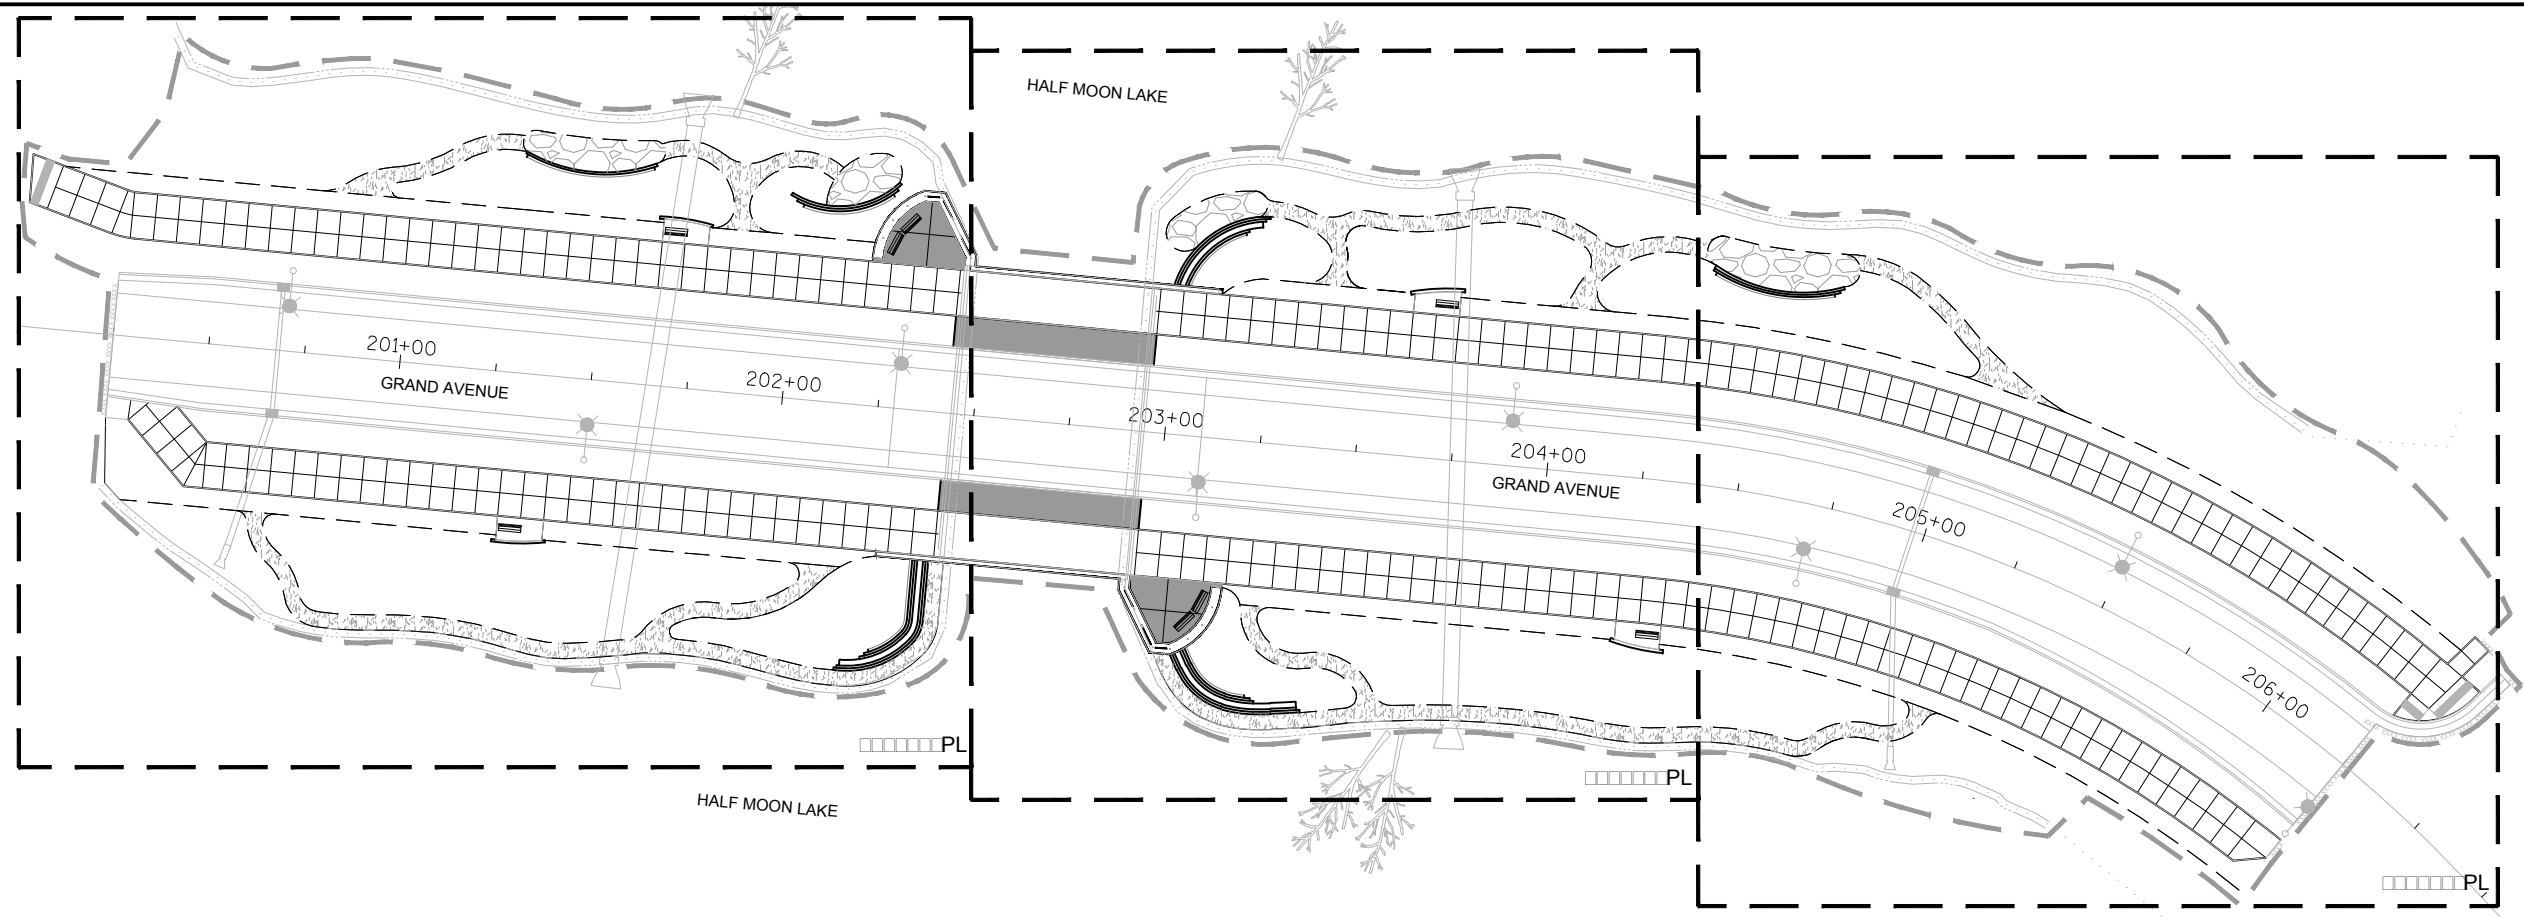 HALF MOON LAKE
201+00
GRAND AVENUE
202+00
203+00
204+00
GRAND AVENUE
205+00
206+00
PL
PL
HALF MOON LAKE
PL